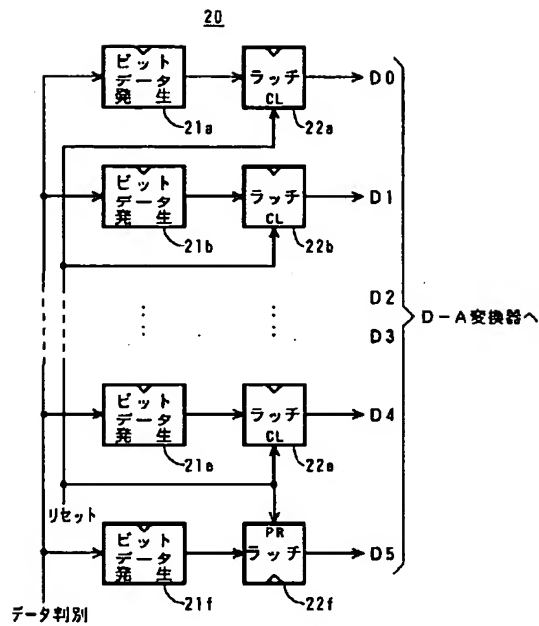 20
ビット
データ
発生
21a
ラッチ
CL
22a
D0
ビット
データ
発生
21b
ラッチ
CL
22b
D1
D2
D3
D-A変換器へ
ビット
データ
発生
21e
ラッチ
CL
22e
D4
リセット
ビット
データ
発生
21f
PR
ラッチ
22f
D5
データ判別